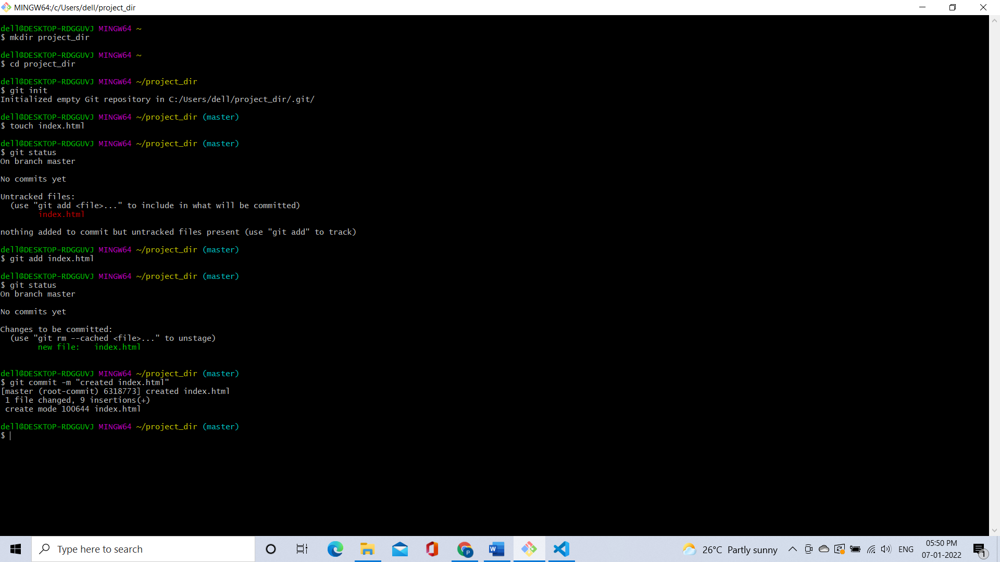 MINGW64:/c/Users/dell/project_dir
dell@DESKTOP-RDGGUVJ MINGW64 ~
$ mkdir project_dir
dell@DESKTOP-RDGGUVJ MINGW64 ~
$ cd project_dir
dell@DESKTOP-RDGGUVJ MINGW64 ~/project_dir
$ git init
Initialized empty Git repository in C:/Users/dell/project_dir/.git/
dell@DESKTOP-RDGGUVJ MINGW64 ~/project_dir (master)
$ touch index.html
dell@DESKTOP-RDGGUVJ MINGW64 ~/project_dir (master)
$ git status
On branch master
No commits yet
Untracked files:
  (use "git add <file>..." to include in what will be committed)
        index.html
nothing added to commit but untracked files present (use "git add" to track)
dell@DESKTOP-RDGGUVJ MINGW64 ~/project_dir (master)
$ git add index.html
dell@DESKTOP-RDGGUVJ MINGW64 ~/project_dir (master)
$ git status
On branch master
No commits yet
Changes to be committed:
  (use "git rm --cached <file>..." to unstage)
        new file:   index.html
dell@DESKTOP-RDGGUVJ MINGW64 ~/project_dir (master)
$ git commit -m "created index.html"
[master (root-commit) 6318773] created index.html
 1 file changed, 9 insertions(+)
 create mode 100644 index.html
dell@DESKTOP-RDGGUVJ MINGW64 ~/project_dir (master)
$
Type here to search
P
W
26°C Partly sunny
ENG
05:50 PM
07-01-2022
1